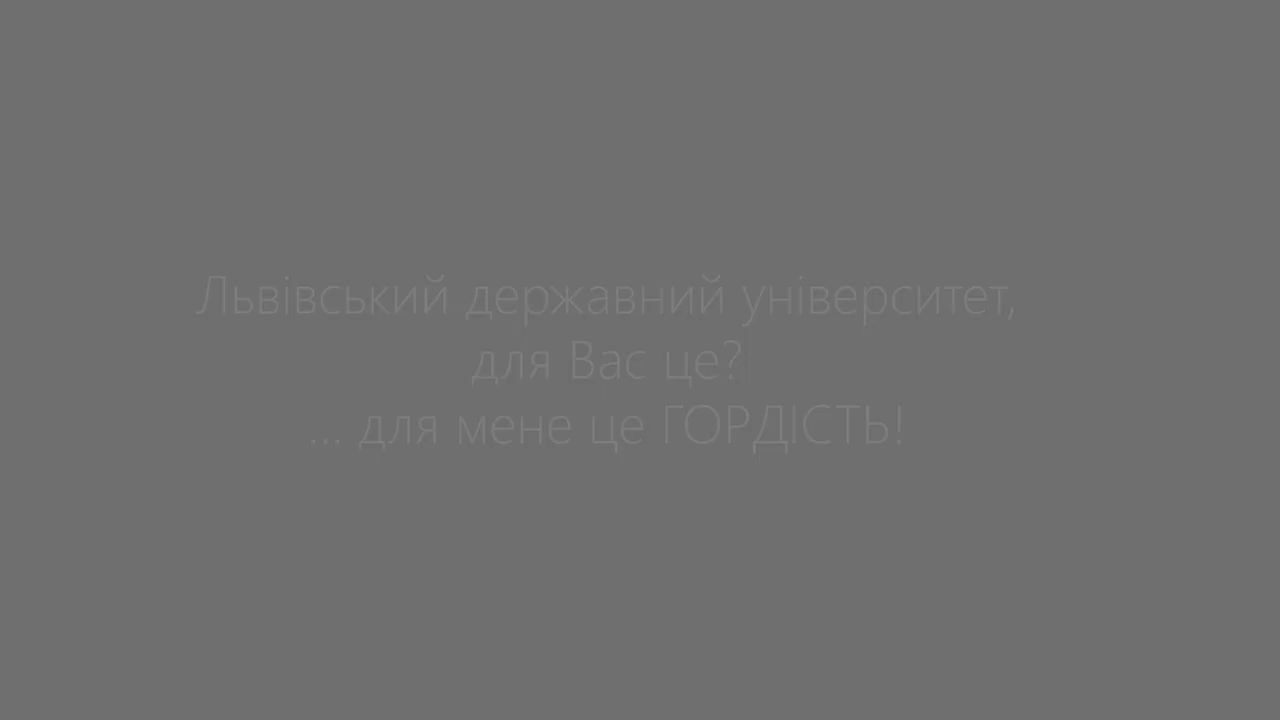 Львівський державний університет,
для Вас це?
... для мене це ГОРДІСТЬ!